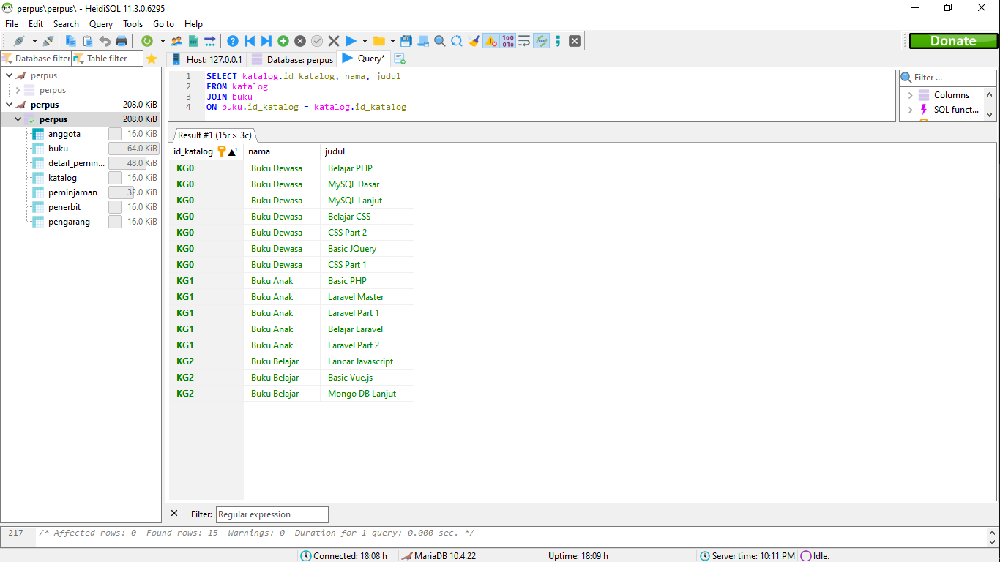 HS perpus\perpus\ - HeidiSQL 11.3.0.6295
File Edit Search Query Tools Go to Help
Donate
Database filter Table filter
Host: 127.0.0.1 Database: perpus Query*
perpus
perpus
perpus 208.0 KiB
perpus 208.0 KiB
anggota 16.0 KiB
buku 64.0 KiB
detail_pemin... 48.0 KiB
katalog 16.0 KiB
peminjaman 32.0 KiB
penerbit 16.0 KiB
pengarang 16.0 KiB
1 SELECT katalog.id_katalog, nama, judul
2 FROM katalog
3 JOIN buku
4 ON buku.id_katalog = katalog.id_katalog
Filter ...
Columns
SQL funct...
Result #1 (15r × 3c)
id_katalog 1 nama judul
KG0 Buku Dewasa Belajar PHP
KG0 Buku Dewasa MySQL Dasar
KG0 Buku Dewasa MySQL Lanjut
KG0 Buku Dewasa Belajar CSS
KG0 Buku Dewasa CSS Part 2
KG0 Buku Dewasa Basic JQuery
KG0 Buku Dewasa CSS Part 1
KG1 Buku Anak Basic PHP
KG1 Buku Anak Laravel Master
KG1 Buku Anak Laravel Part 1
KG1 Buku Anak Belajar Laravel
KG1 Buku Anak Laravel Part 2
KG2 Buku Belajar Lancar Javascript
KG2 Buku Belajar Basic Vue.js
KG2 Buku Belajar Mongo DB Lanjut
Filter: Regular expression
217 /* Affected rows: 0 Found rows: 15 Warnings: 0 Duration for 1 query: 0.000 sec. */
Connected: 18:08 h MariaDB 10.4.22 Uptime: 18:09 h Server time: 10:11 PM Idle.